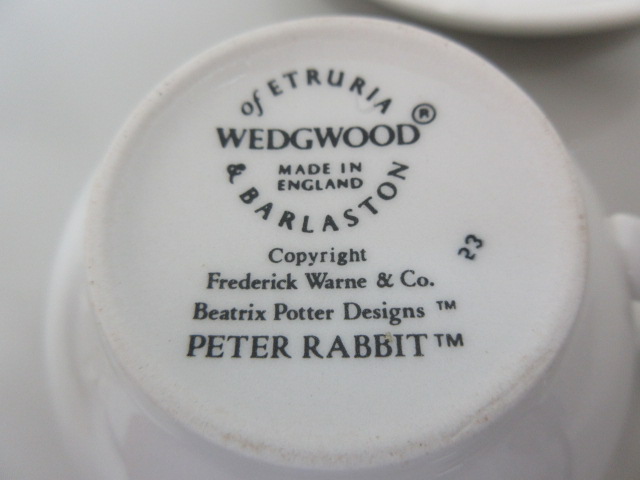 of ETRURIA
WEDGWOOD®
MADE IN
ENGLAND
& BARLASTON
23
Copyright
Frederick Warne & Co.
Beatrix Potter Designs ™
PETER RABBIT™